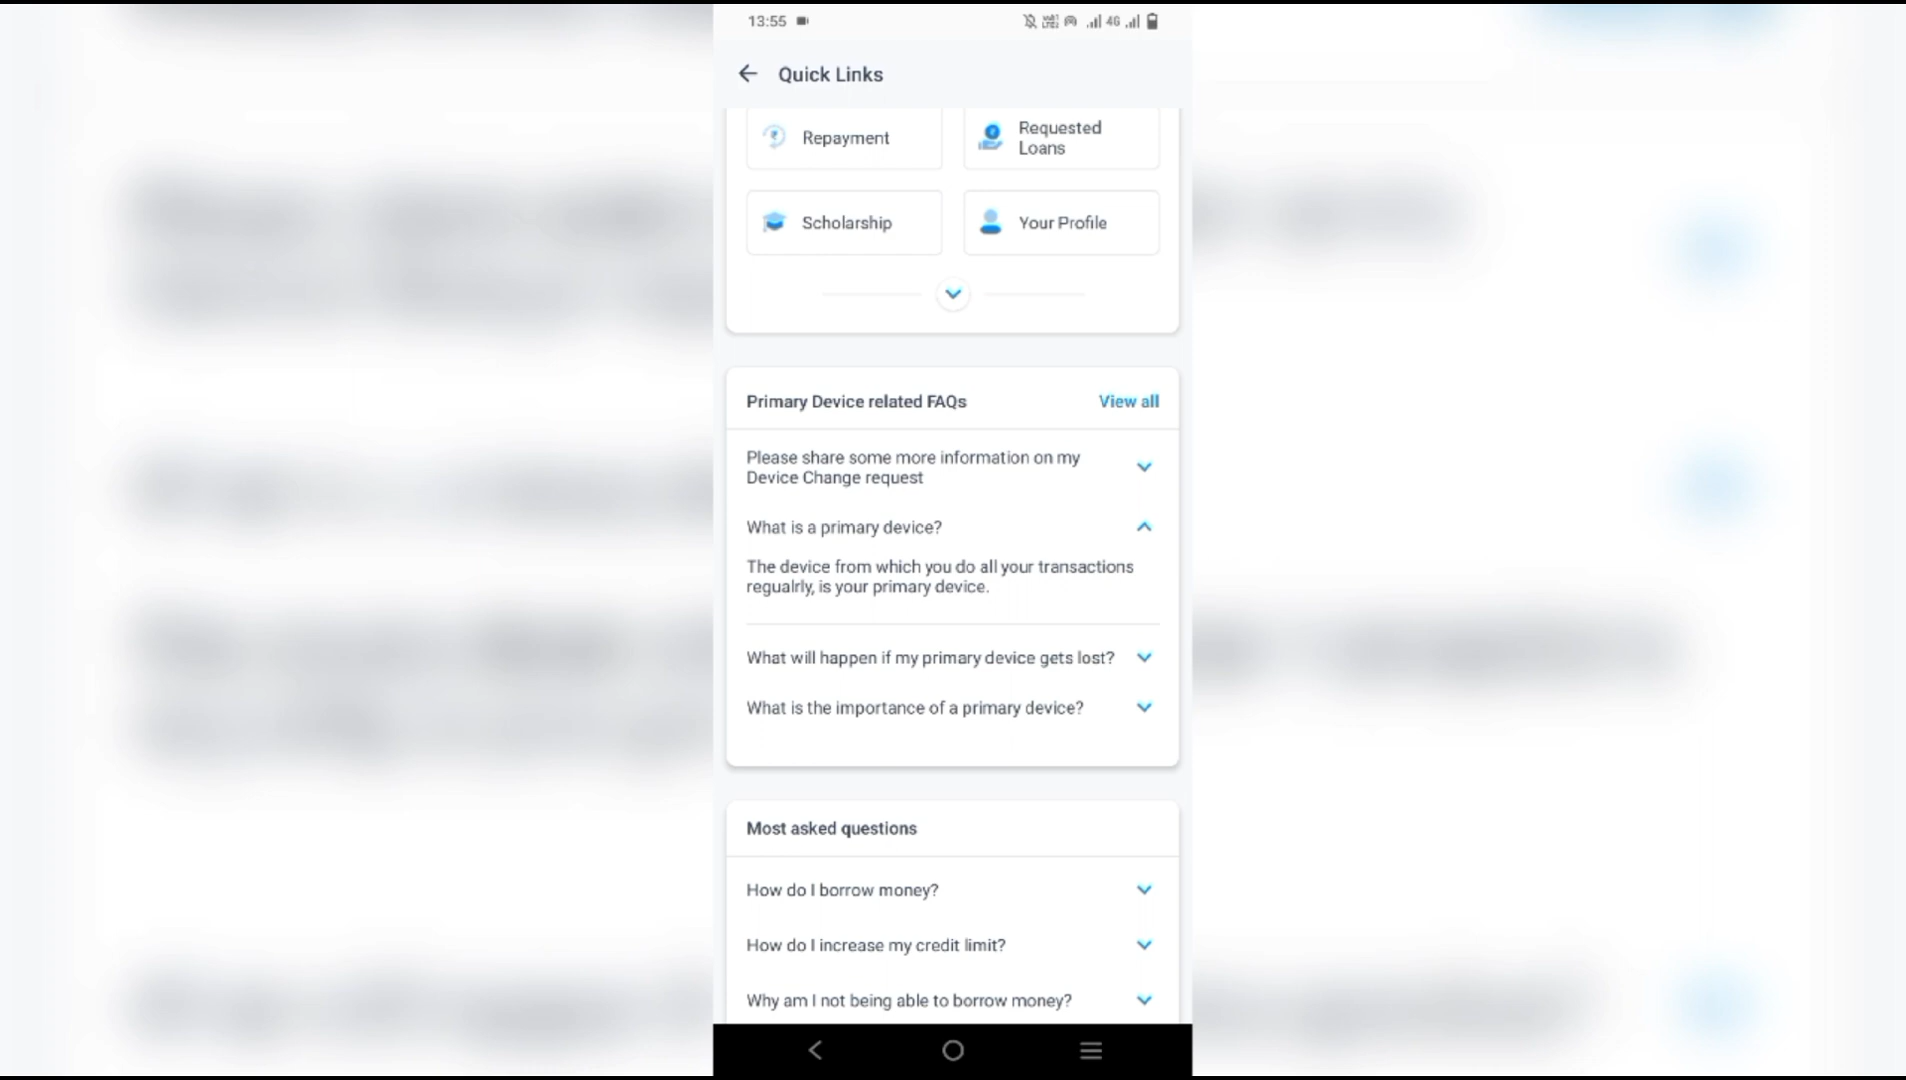 13:55
4G
Quick Links
Repayment
Requested
Loans
Scholarship
Your Profile
Primary Device related FAQs
View all
Please share some more information on my
Device Change request
What is a primary device?
The device from which you do all your transactions
regualrly, is your primary device.
What will happen if my primary device gets lost?
What is the importance of a primary device?
Most asked questions
How do I borrow money?
How do I increase my credit limit?
Why am I not being able to borrow money?